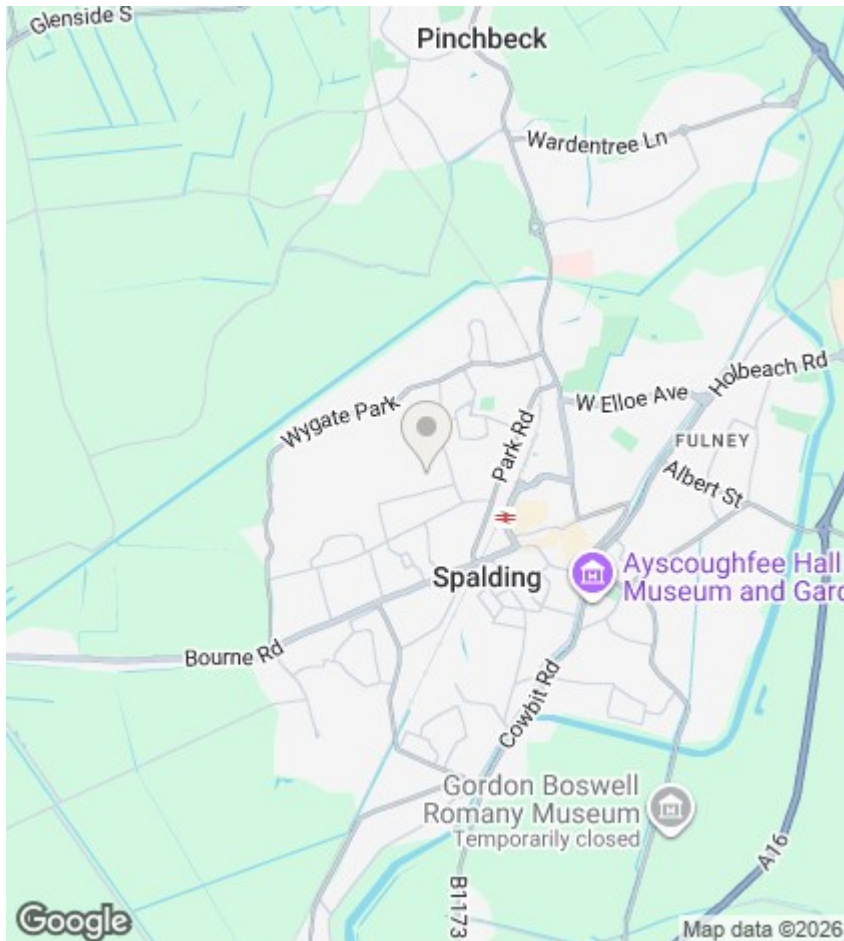 Glenside S
Pinchbeck
Wardentree Ln
Holbeach Rd
W Elloe Ave
Wygate Park
Park Rd
FULNEY
Albert St
Spalding
Ayscoughfee Hall
Museum and Gard
Bourne Rd
Cowbit Rd
Gordon Boswell
Romany Museum
Temporarily closed
A16
B1173
Google
Map data ©2026